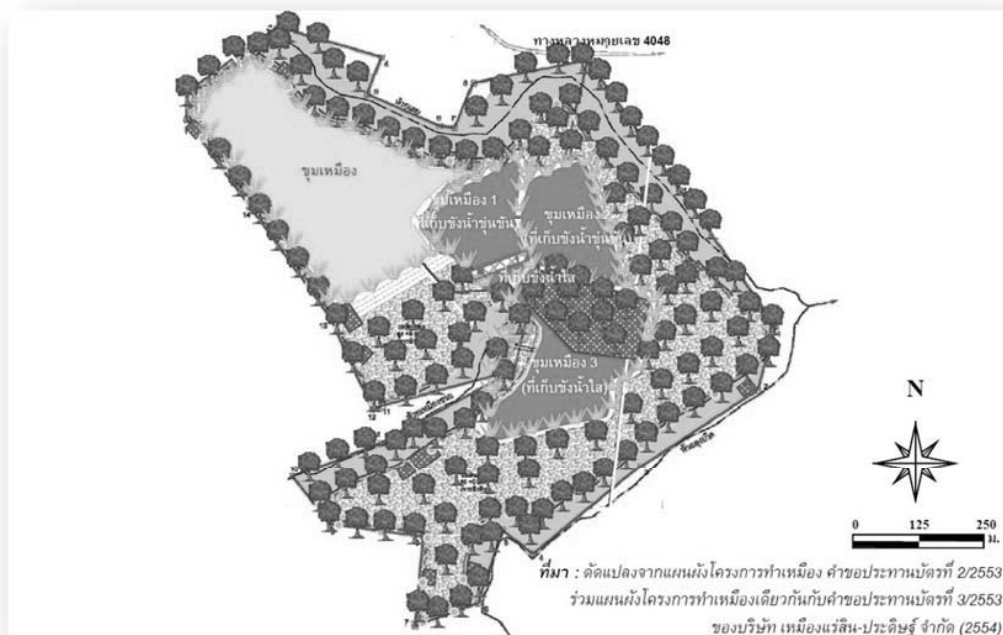 ทางหลวงหมายเลข 4048
ขุมเหมือง
ขุมเหมือง 1
(ที่เก็บขังน้ำขุ่นข้น)
ขุมเหมือง 2
(ที่เก็บขังน้ำขุ่นข้น)
ที่เก็บขังน้ำใส
ขุมเหมือง 3
(ที่เก็บขังน้ำใส)
14
13
12
11
N
0 125 250
ม.
ที่มา : ดัดแปลงจากแผนผังโครงการทำเหมือง คำขอประทานบัตรที่ 2/2553
ร่วมแผนผังโครงการทำเหมืองเดียวกันกับคำขอประทานบัตรที่ 3/2553
ของบริษัท เหมืองแร่สิน-ประดิษฐ์ จำกัด (2554)